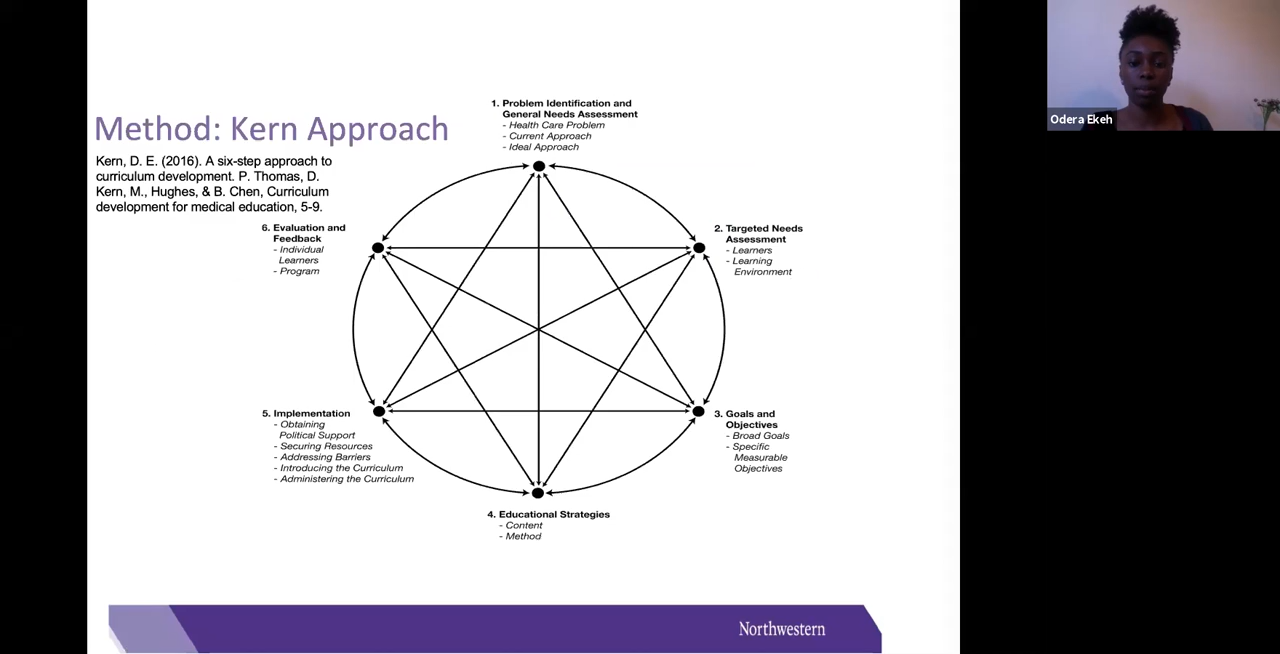 Method: Kern Approach
Kern, D. E. (2016). A six-step approach to
curriculum development. P. Thomas, D.
Kern, M., Hughes, & B. Chen, Curriculum
development for medical education, 5-9.
1. Problem Identification and
General Needs Assessment
- Health Care Problem
- Current Approach
- Ideal Approach
2. Targeted Needs
Assessment
- Learners
- Learning
Environment
3. Goals and
Objectives
- Broad Goals
- Specific
Measurable
Objectives
4. Educational Strategies
- Content
- Method
5. Implementation
- Obtaining
Political Support
- Securing Resources
- Addressing Barriers
- Introducing the Curriculum
- Administering the Curriculum
6. Evaluation and
Feedback
- Individual
Learners
- Program
Northwestern
Odera Ekeh